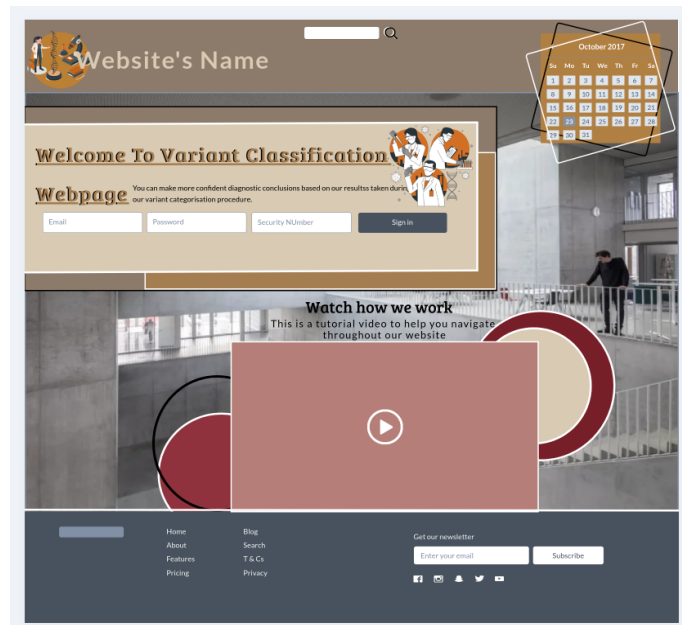 Website's Name
October 2017
Su Mo Tu We Th Fr Sa
1 2 3 4 5 6 7
8 9 10 11 12 13 14
15 16 17 18 19 20 21
22 23 24 25 26 27 28
29 30 31
Welcome To Variant Classification
Webpage
You can make more confident diagnostic conclusions based on our resultss taken durin
our variant categorisation procedure.
Email Password Security NUmber Sign in
Watch how we work
This is a tutorial video to help you navigate
throughout our website
Home Blog
About Search
Features T & Cs
Pricing Privacy
Get our newsletter
Enter your email Subscribe